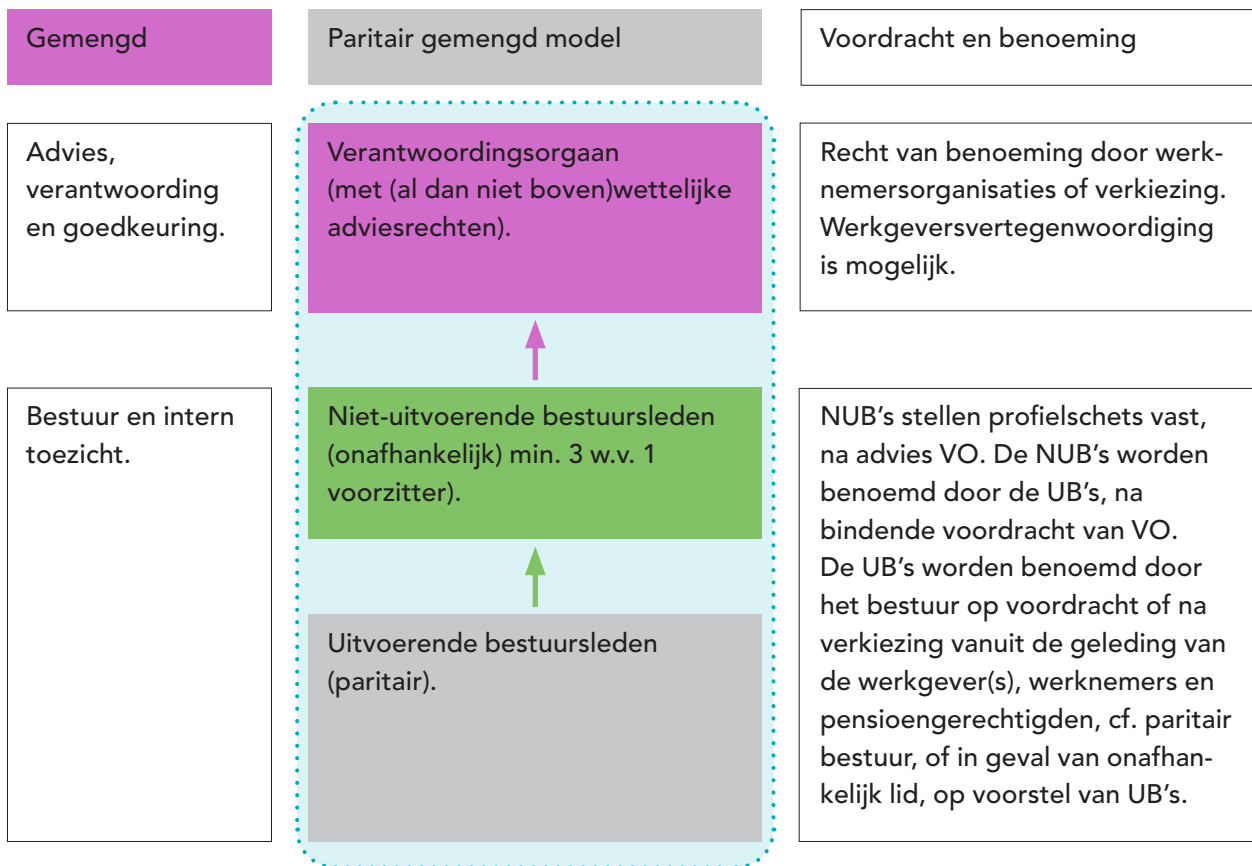 Gemengd
Paritair gemengd model
Voordracht en benoeming
Advies,
verantwoording
en goedkeuring.
Verantwoordingsorgaan
(met (al dan niet boven)wettelijke
adviesrechten).
Recht van benoeming door werk-
nemersorganisaties of verkiezing.
Werkgeversvertegenwoordiging
is mogelijk.
Bestuur en intern
toezicht.
Niet-uitvoerende bestuursleden
(onafhankelijk) min. 3 w.v. 1
voorzitter).
Uitvoerende bestuursleden
(paritair).
NUB's stellen profielschets vast,
na advies VO. De NUB's worden
benoemd door de UB's, na
bindende voordracht van VO.
De UB's worden benoemd door
het bestuur op voordracht of na
verkiezing vanuit de geleding van
de werkgever(s), werknemers en
pensioengerechtigden, cf. paritair
bestuur, of in geval van onafhan-
kelijk lid, op voorstel van UB's.